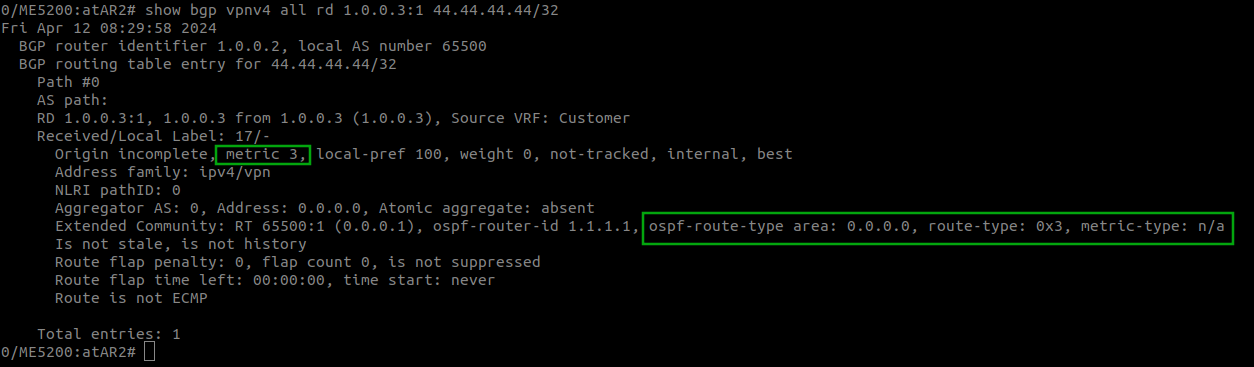 0/ME5200:atAR2# show bgp vpnv4 all rd 1.0.0.3:1 44.44.44.44/32
Fri Apr 12 08:29:58 2024
  BGP router identifier 1.0.0.2, local AS number 65500
  BGP routing table entry for 44.44.44.44/32
    Path #0
    AS path:
    RD 1.0.0.3:1, 1.0.0.3 from 1.0.0.3 (1.0.0.3), Source VRF: Customer
    Received/Local Label: 17/-
      Origin incomplete, metric 3, local-pref 100, weight 0, not-tracked, internal, best
      Address family: ipv4/vpn
      NLRI pathID: 0
      Aggregator AS: 0, Address: 0.0.0.0, Atomic aggregate: absent
      Extended Community: RT 65500:1 (0.0.0.1), ospf-router-id 1.1.1.1, ospf-route-type area: 0.0.0.0, route-type: 0x3, metric-type: n/a
      Is not stale, is not history
      Route flap penalty: 0, flap count 0, is not suppressed
      Route flap time left: 00:00:00, time start: never
      Route is not ECMP

    Total entries: 1
0/ME5200:atAR2#